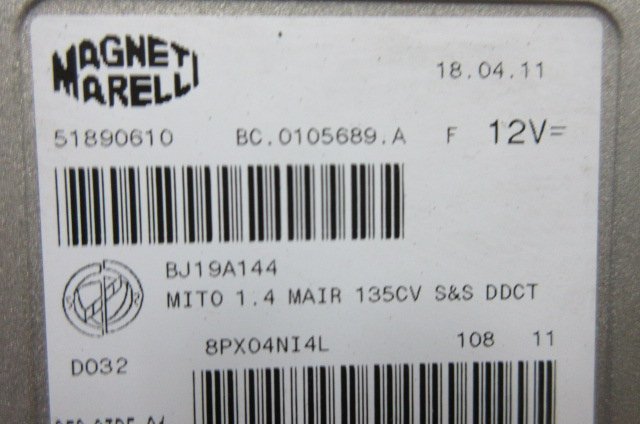 MAGNETI
MARELLI
18.04.11
51890610 BC.0105689.A F 12V=
BJ19A144
MITO 1.4 MAIR 135CV S&S DDCT
8PX04NI4L 108 11
D032